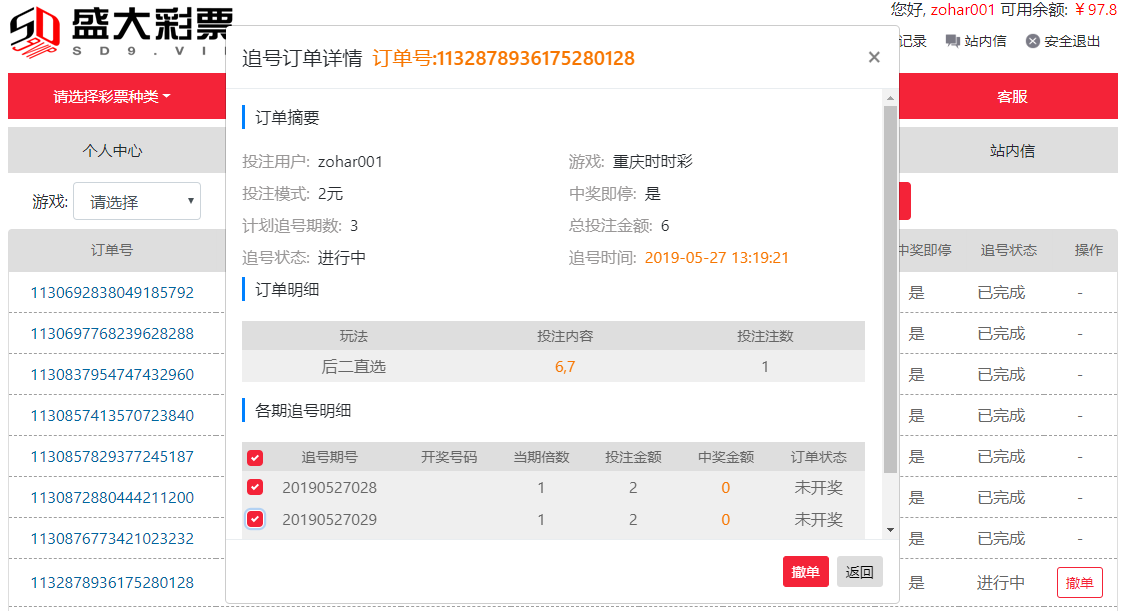 盛大彩票
SD9.VI
您好, zohar001 可用余额: ￥97.8
记录 站内信 安全退出
请选择彩票种类
客服
个人中心
站内信
游戏: 请选择
订单号
中奖即停 追号状态 操作
1130692838049185792 是 已完成 -
1130697768239628288 是 已完成 -
1130837954747432960 是 已完成 -
1130857413570723840 是 已完成 -
1130857829377245187 是 已完成 -
1130872880444211200 是 已完成 -
1130876773421023232 是 已完成 -
1132878936175280128 是 进行中 撤单
追号订单详情 订单号:1132878936175280128 ×
订单摘要
投注用户: zohar001 游戏: 重庆时时彩
投注模式: 2元 中奖即停: 是
计划追号期数: 3 总投注金额: 6
追号状态: 进行中 追号时间: 2019-05-27 13:19:21
订单明细
玩法 投注内容 投注注数
后二直选 6,7 1
各期追号明细
追号期号 开奖号码 当期倍数 投注金额 中奖金额 订单状态
20190527028 1 2 0 未开奖
20190527029 1 2 0 未开奖
撤单 返回